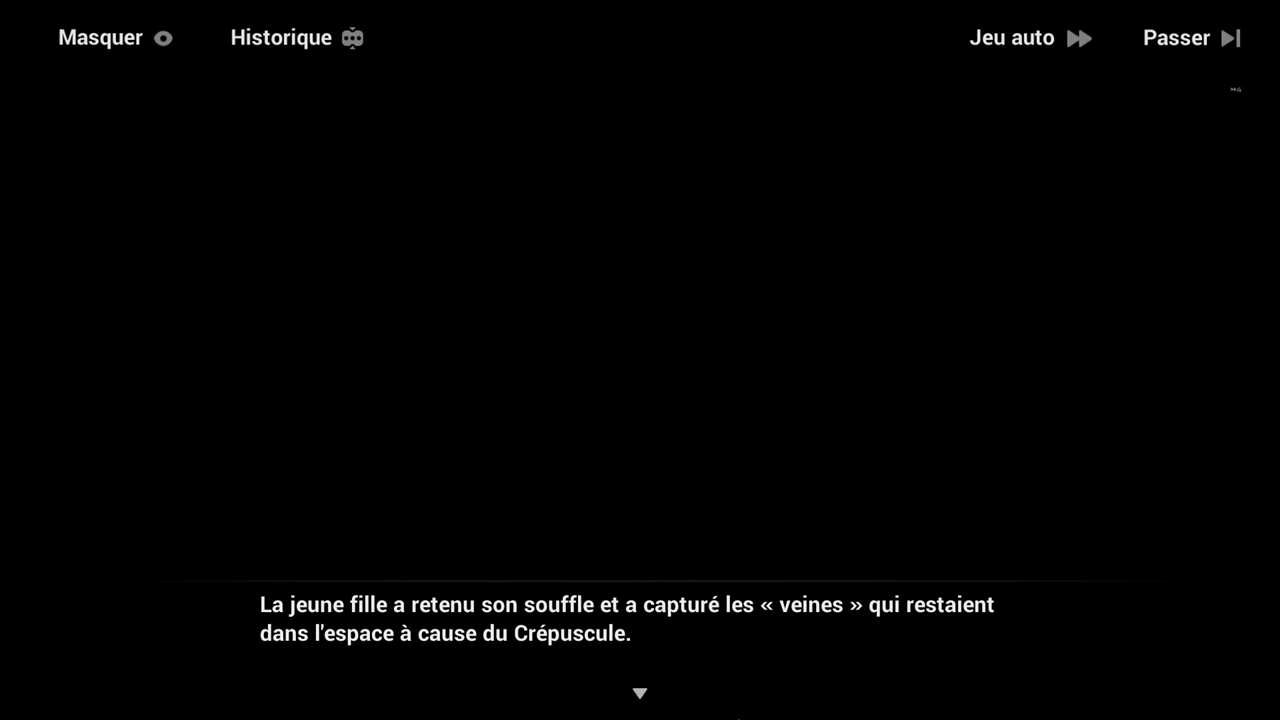 Masquer
Historique
Jeu auto
Passer
La jeune fille a retenu son souffle et a capturé les « veines » qui restaient
dans l'espace à cause du Crépuscule.